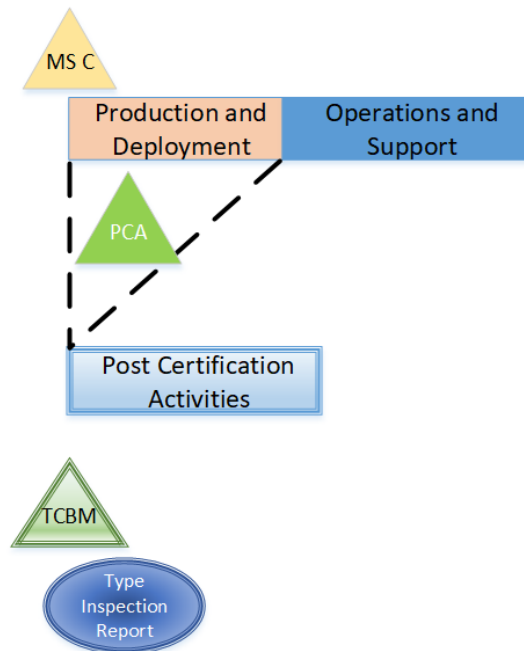 MS C
Production and
Deployment
Operations and
Support
PCA
Post Certification
Activities
TCBM
Type
Inspection
Report